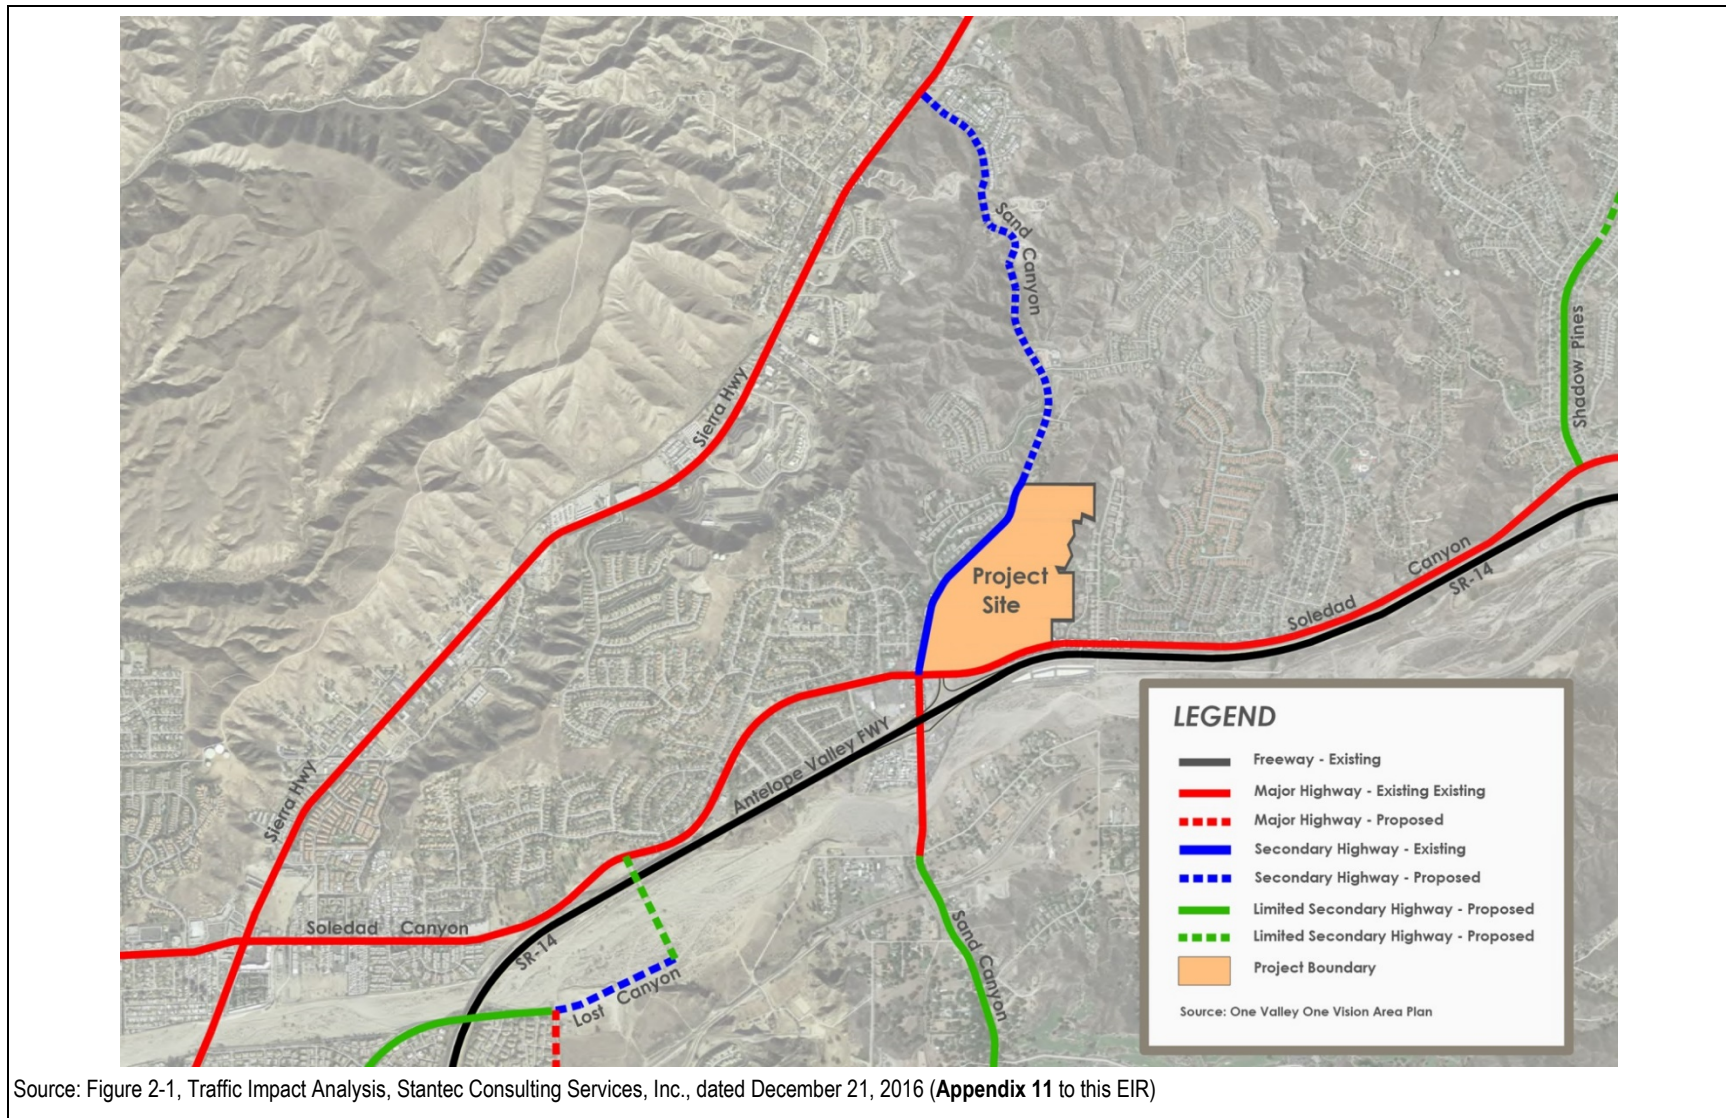 Sand
Canyon
Shadow Pines
Sierra Hwy
Project
Site
Canyon
SR-14
Soledad
Antelope Valley FWY
Sierra Hwy
Soledad Canyon
SR-14
Lost Canyon
Sand Canyon
LEGEND
Freeway - Existing
Major Highway - Existing Existing
Major Highway - Proposed
Secondary Highway - Existing
Secondary Highway - Proposed
Limited Secondary Highway - Proposed
Limited Secondary Highway - Proposed
Project Boundary
Source: One Valley One Vision Area Plan
Source: Figure 2-1, Traffic Impact Analysis, Stantec Consulting Services, Inc., dated December 21, 2016 (Appendix 11 to this EIR)